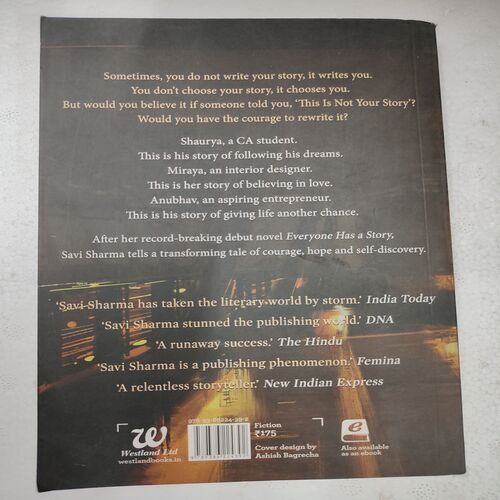 Sometimes, you do not write your story, it writes you.
You don't choose your story, it chooses you.
But would you believe it if someone told you, 'This Is Not Your Story'?
Would you have the courage to rewrite it?
Shaurya, a CA student.
This is his story of following his dreams.
Miraya, an interior designer.
This is her story of believing in love.
Anubhav, an aspiring entrepreneur.
This is his story of giving life another chance.
After her record-breaking debut novel Everyone Has a Story,
Savi Sharma tells a transforming tale of courage, hope and self-discovery.
'Savi Sharma has taken the literary world by storm.' India Today
'Savi Sharma stunned the publishing world.' DNA
'A runaway success.' The Hindu
'Savi Sharma is a publishing phenomenon.' Femina
'A relentless storyteller.' New Indian Express
w
Westland Ltd
westlandbooks.in
Fiction
₹175
Cover design by
Ashish Bagrecha
e
Also available
as an ebook